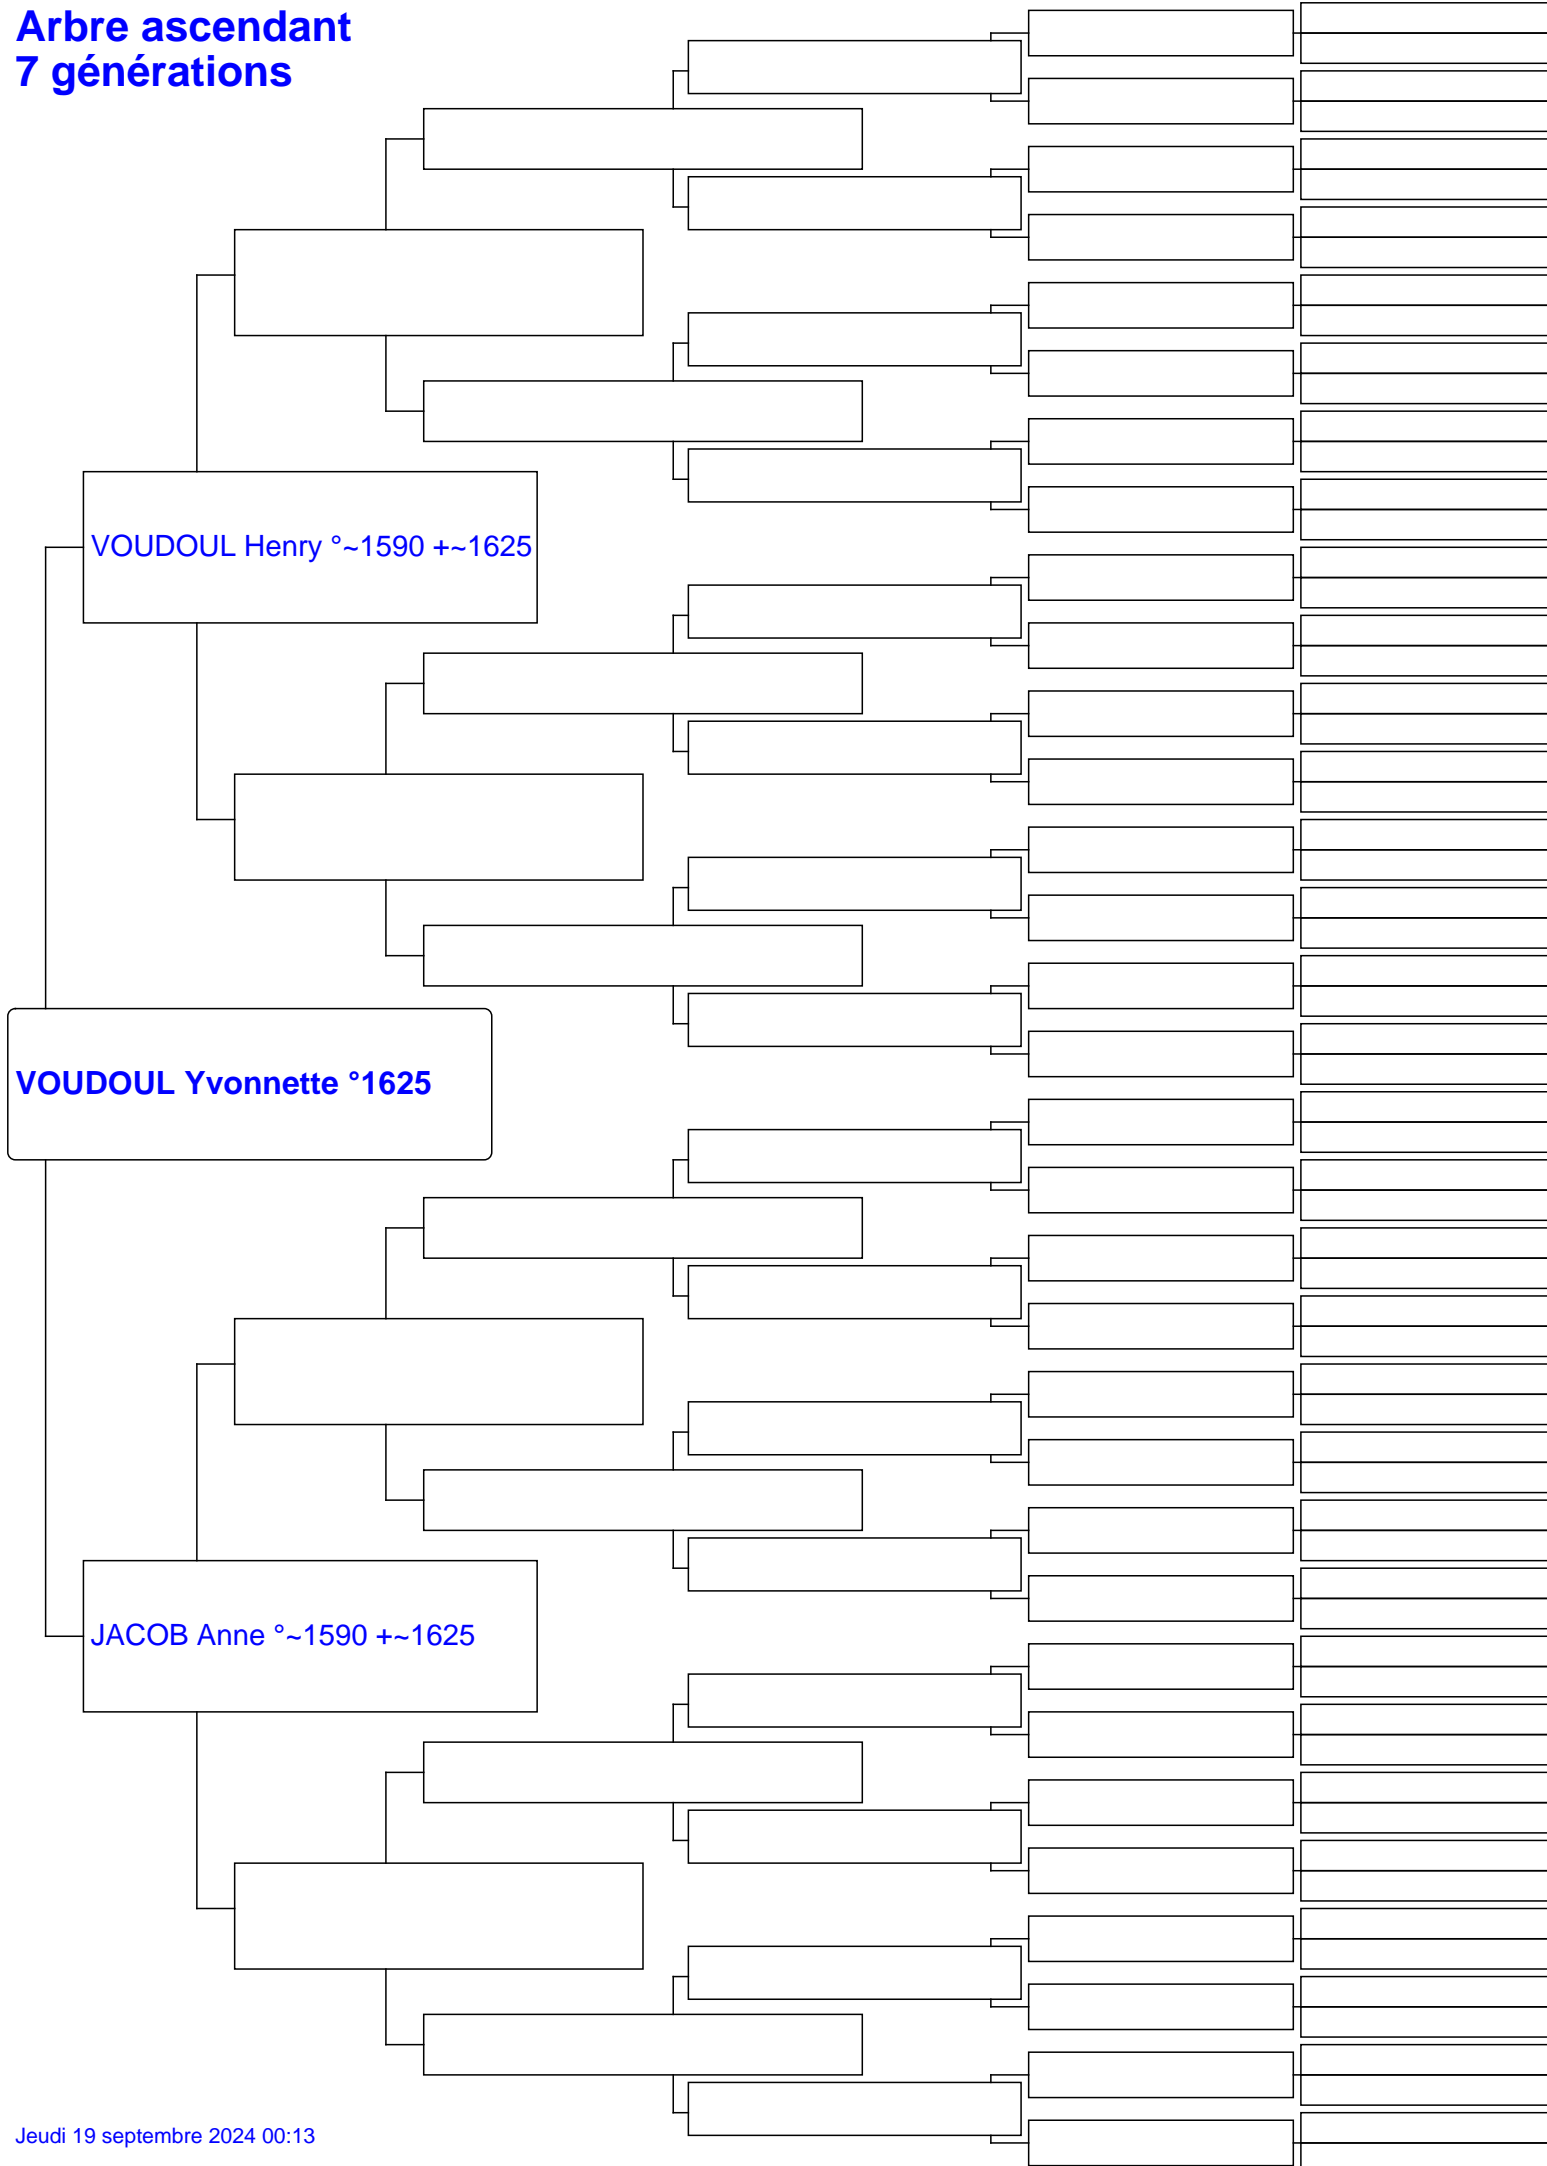 Arbre ascendant
7 générations
VOUDOUL Henry °~1590 +~1625
VOUDOUL Yvonnette °1625
JACOB Anne °~1590 +~1625
Jeudi 19 septembre 2024 00:13